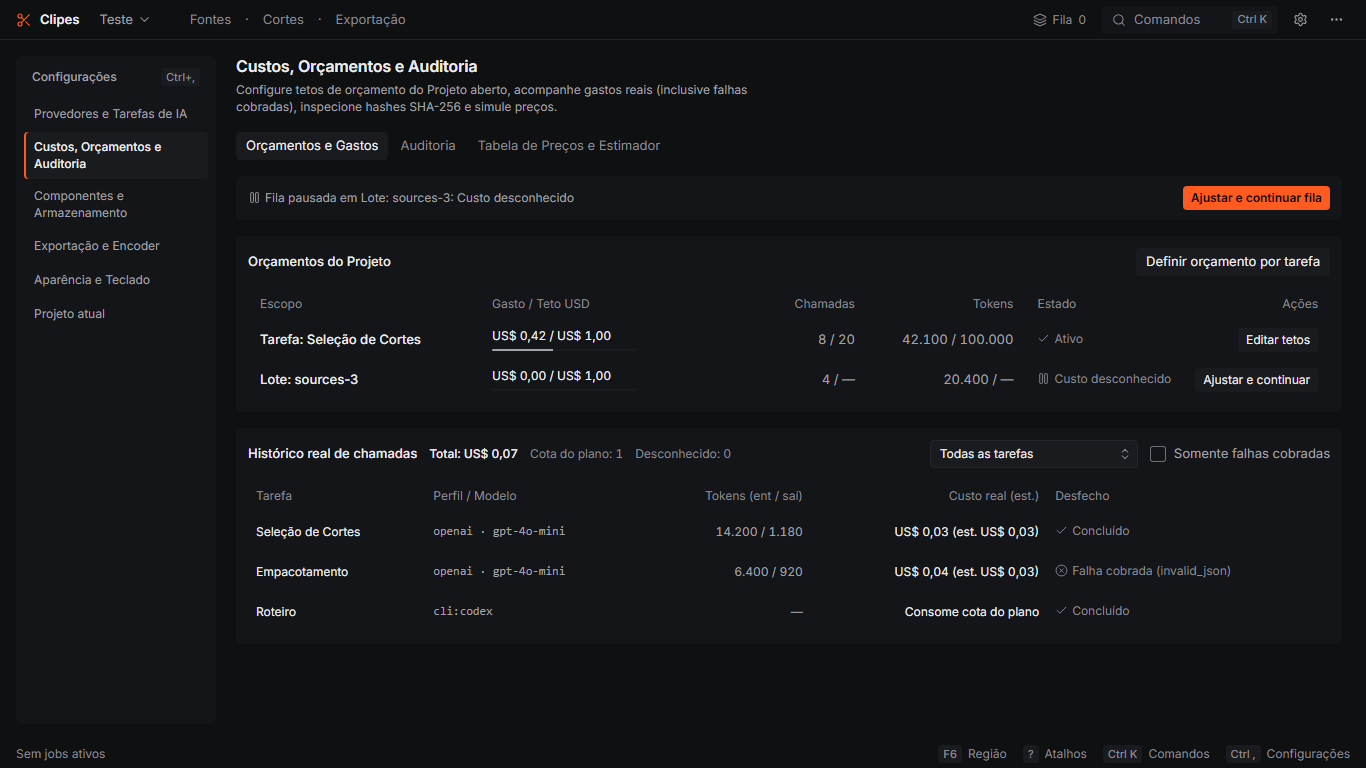 Clipes Teste Fontes · Cortes · Exportação Fila 0 Comandos Ctrl K
Configurações Ctrl+,
Provedores e Tarefas de IA
Custos, Orçamentos e
Auditoria
Componentes e
Armazenamento
Exportação e Encoder
Aparência e Teclado
Projeto atual
Custos, Orçamentos e Auditoria
Configure tetos de orçamento do Projeto aberto, acompanhe gastos reais (inclusive falhas
cobradas), inspecione hashes SHA-256 e simule preços.
Orçamentos e Gastos Auditoria Tabela de Preços e Estimador
Fila pausada em Lote: sources-3: Custo desconhecido Ajustar e continuar fila
Orçamentos do Projeto Definir orçamento por tarefa
Escopo Gasto / Teto USD Chamadas Tokens Estado Ações
Tarefa: Seleção de Cortes US$ 0,42 / US$ 1,00 8 / 20 42.100 / 100.000 Ativo Editar tetos
Lote: sources-3 US$ 0,00 / US$ 1,00 4 / — 20.400 / — Custo desconhecido Ajustar e continuar
Histórico real de chamadas Total: US$ 0,07 Cota do plano: 1 Desconhecido: 0 Todas as tarefas Somente falhas cobradas
Tarefa Perfil / Modelo Tokens (ent / saí) Custo real (est.) Desfecho
Seleção de Cortes openai · gpt-4o-mini 14.200 / 1.180 US$ 0,03 (est. US$ 0,03) Concluído
Empacotamento openai · gpt-4o-mini 6.400 / 920 US$ 0,04 (est. US$ 0,03) Falha cobrada (invalid_json)
Roteiro cli:codex — Consome cota do plano Concluído
Sem jobs ativos F6 Região ? Atalhos Ctrl K Comandos Ctrl , Configurações